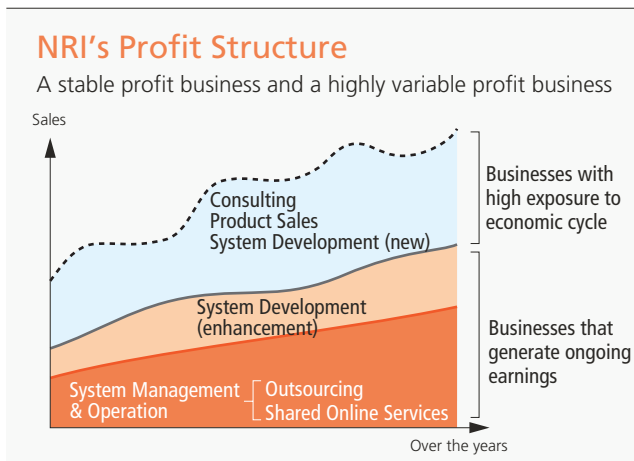 NRI's Profit Structure
A stable profit business and a highly variable profit business
Sales
Consulting
Product Sales
System Development (new)
Businesses with
high exposure to
economic cycle
System Development
(enhancement)
Businesses that
generate ongoing
earnings
System Management
& Operation
Outsourcing
Shared Online Services
Over the years